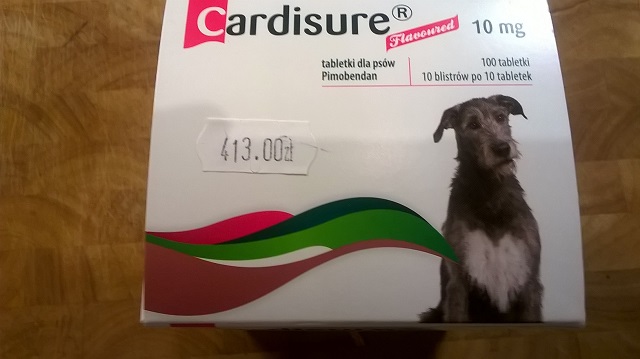 Cardisure®
Flavoured
10 mg
tabletki dla psów
Pimobendan
100 tabletki
10 blistrów po 10 tabletek
413.00zł